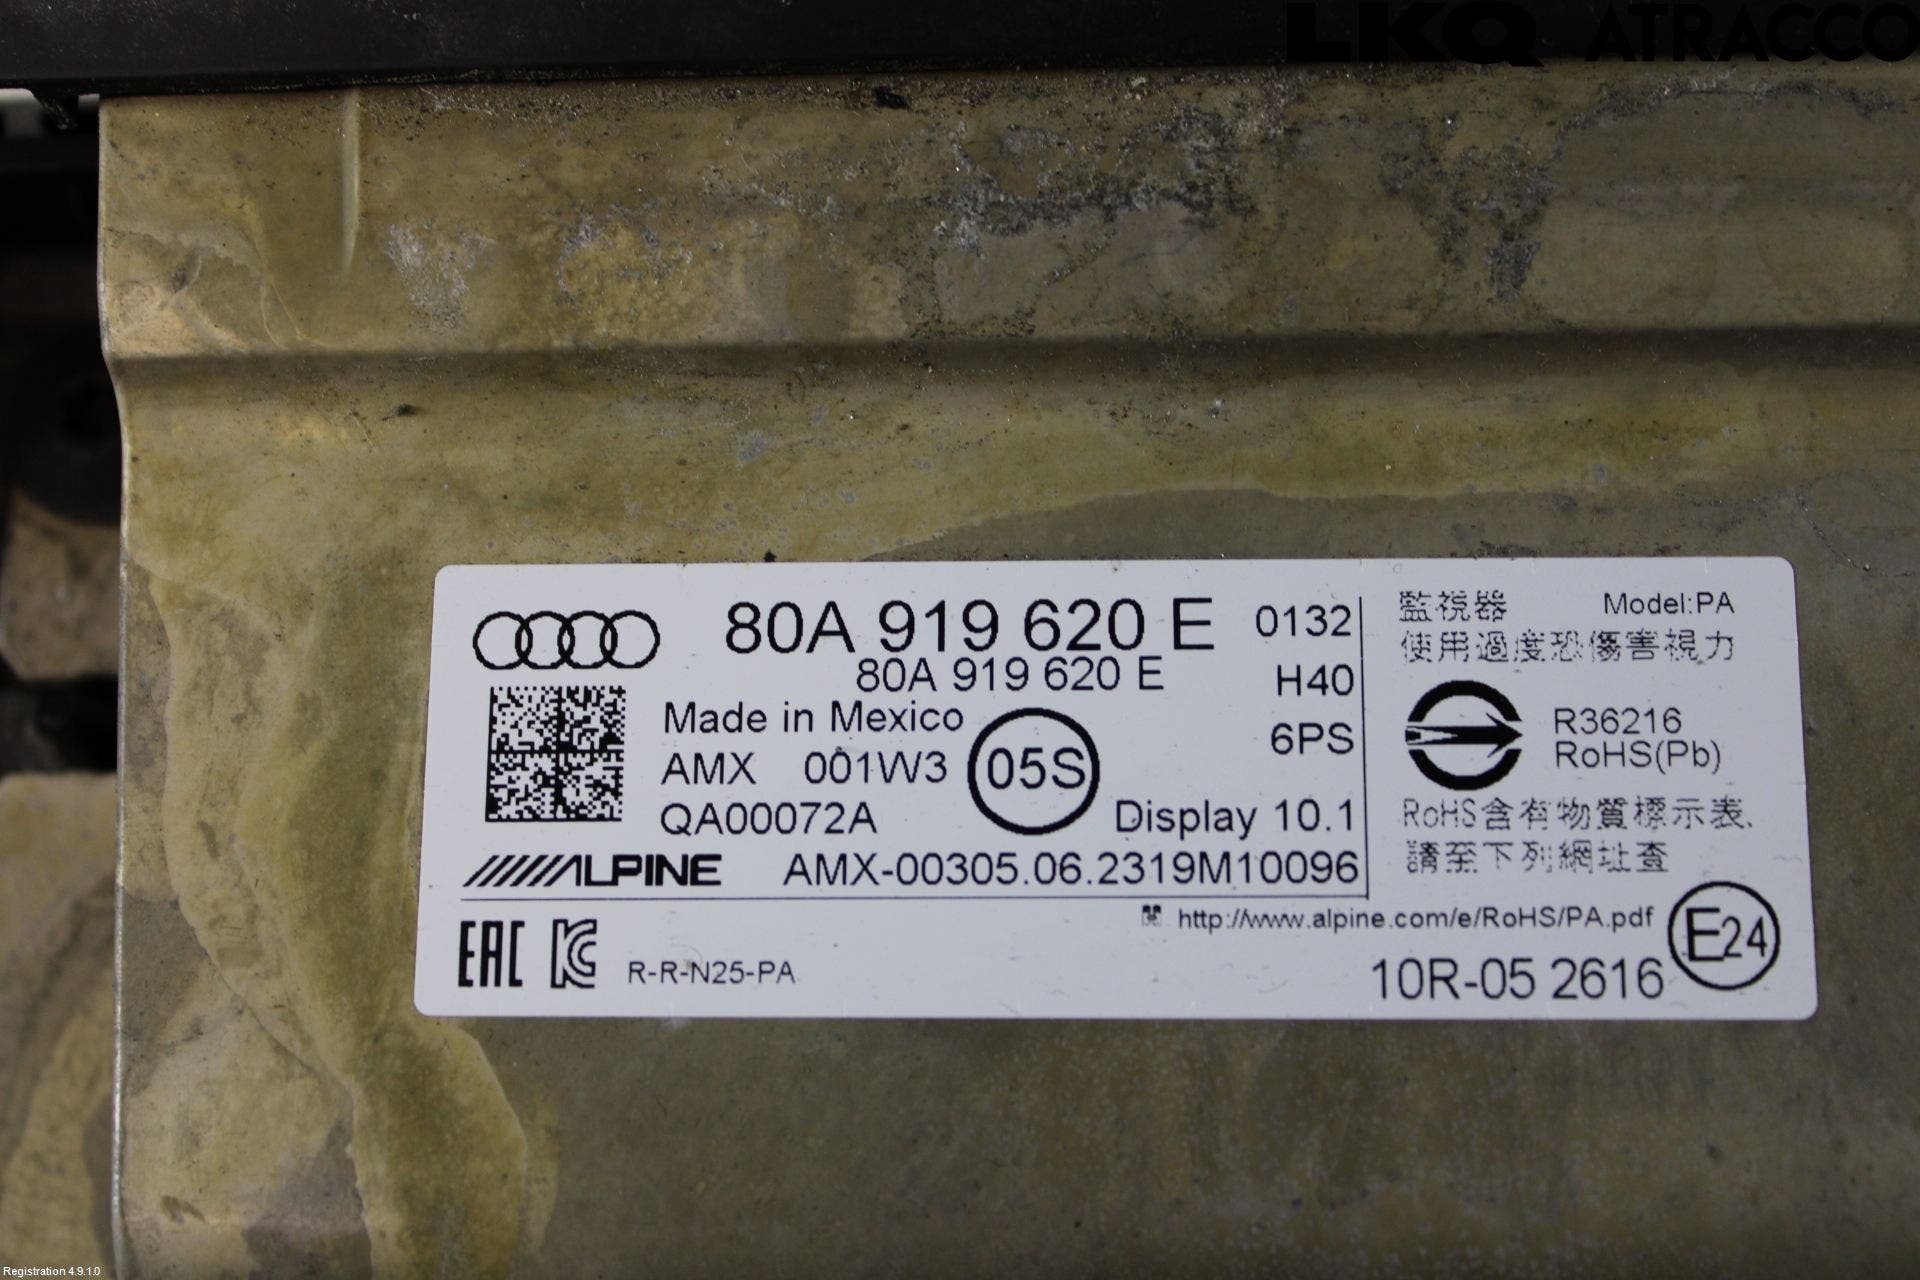 LKQ ATRACCO
80A 919 620 E 0132
80A 919 620 E H40
Made in Mexico 6PS
AMX 001W3 05S
QA00072A Display 10.1
ALPINE AMX-00305.06.2319M10096
監視器 Model:PA
使用過度恐傷害視力
R36216
RoHS(Pb)
RoHS含有物質標示表,
請至下列網址查
http://www.alpine.com/e/RoHS/PA.pdf
EAC KC R-R-N25-PA
10R-05 2616 E24
Registration 4.9.1.0